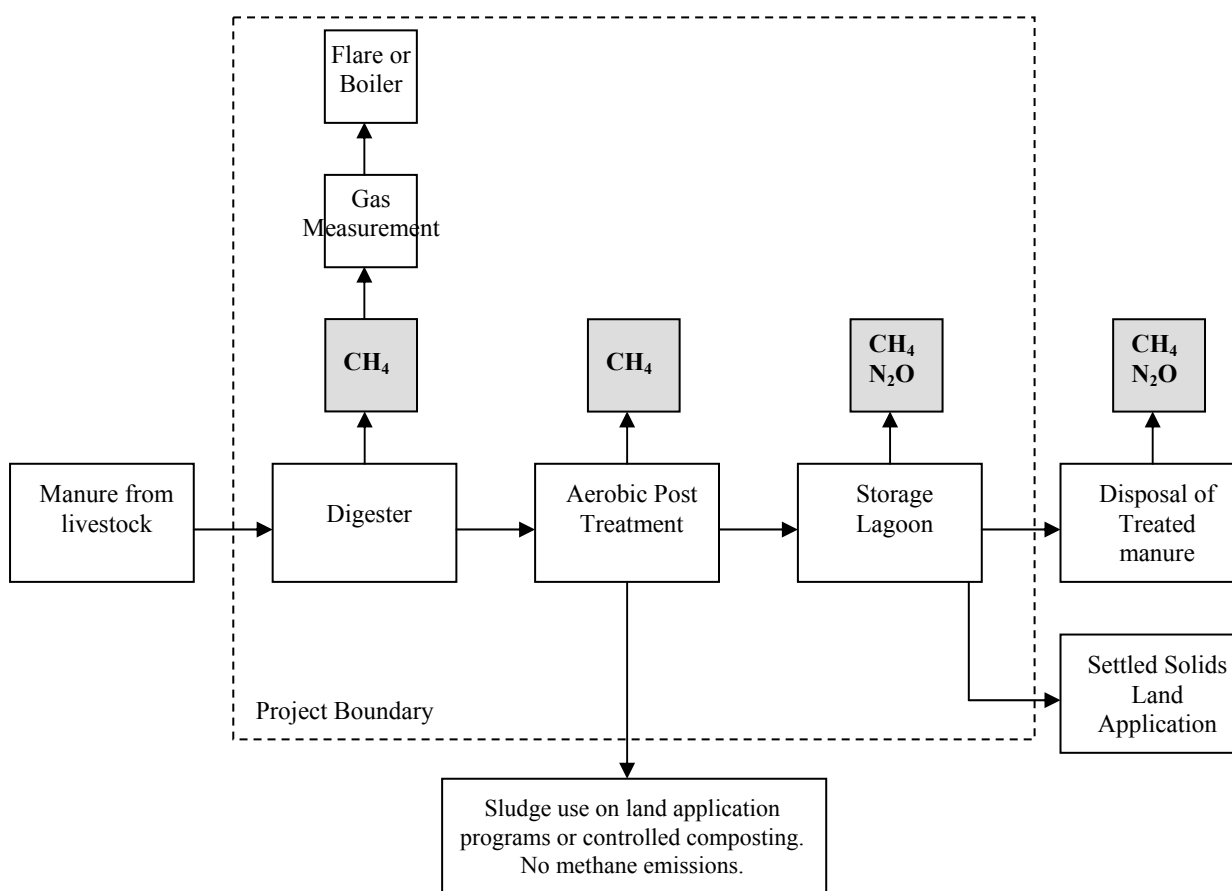 Flare or
Boiler
Gas
Measurement
CH₄
CH₄
CH₄
N₂O
CH₄
N₂O
Manure from
livestock
Digester
Aerobic Post
Treatment
Storage
Lagoon
Disposal of
Treated
manure
Project Boundary
Settled Solids
Land
Application
Sludge use on land application
programs or controlled composting.
No methane emissions.